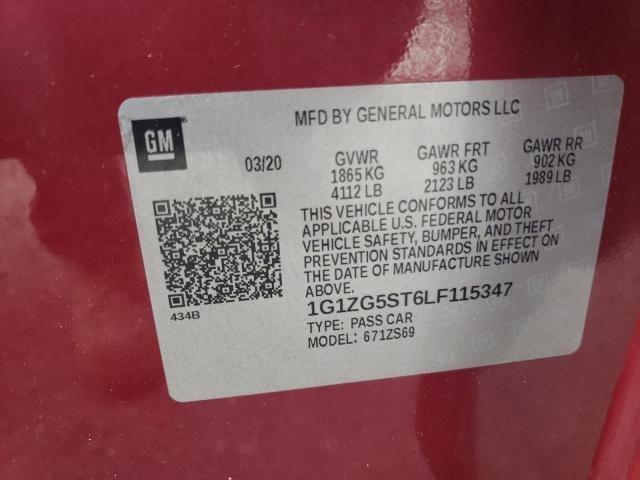 GM
MFD BY GENERAL MOTORS LLC
03/20
GVWR
1865 KG
4112 LB
GAWR FRT
963 KG
2123 LB
GAWR RR
902 KG
1989 LB
THIS VEHICLE CONFORMS TO ALL
APPLICABLE U.S. FEDERAL MOTOR
VEHICLE SAFETY, BUMPER, AND THEFT
PREVENTION STANDARDS IN EFFECT ON
THE DATE OF MANUFACTURE SHOWN
ABOVE.
434B
1G1ZG5ST6LF115347
TYPE: PASS CAR
MODEL: 671ZS69